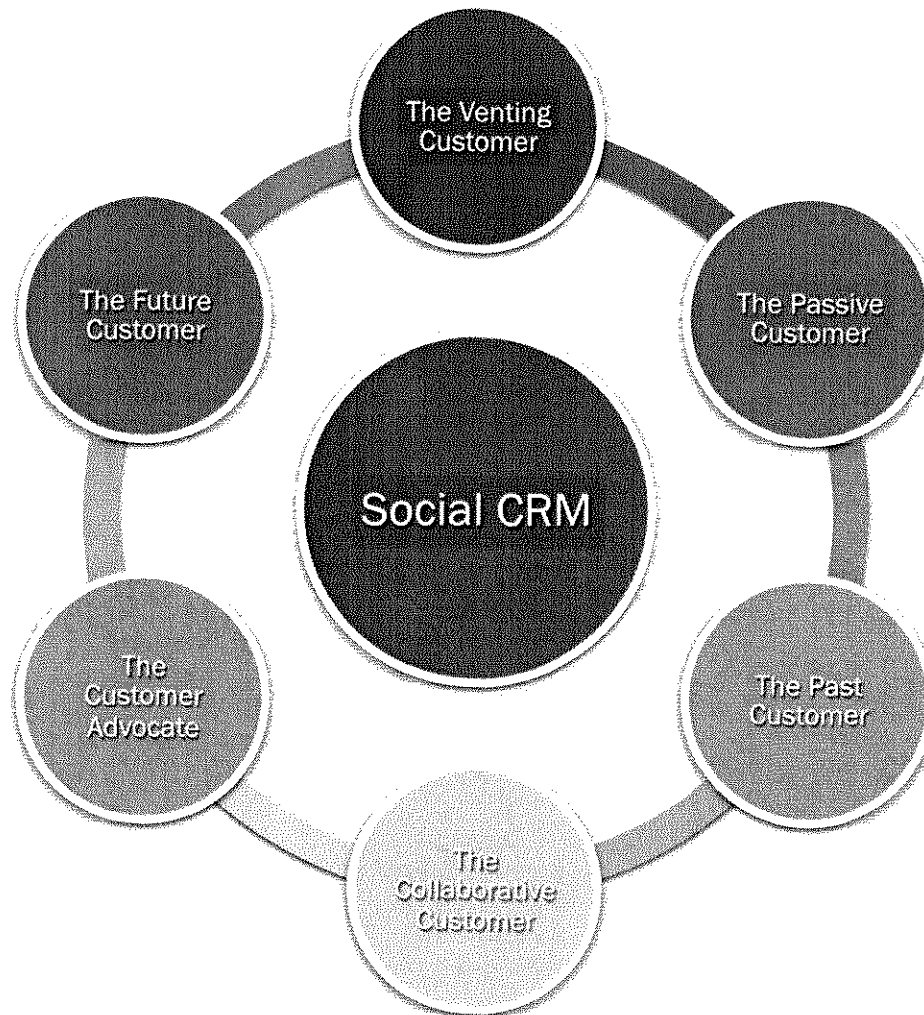 The Venting
Customer
The Passive
Customer
The Past
Customer
The
Collaborative
Customer
The
Customer
Advocate
The Future
Customer
Social CRM